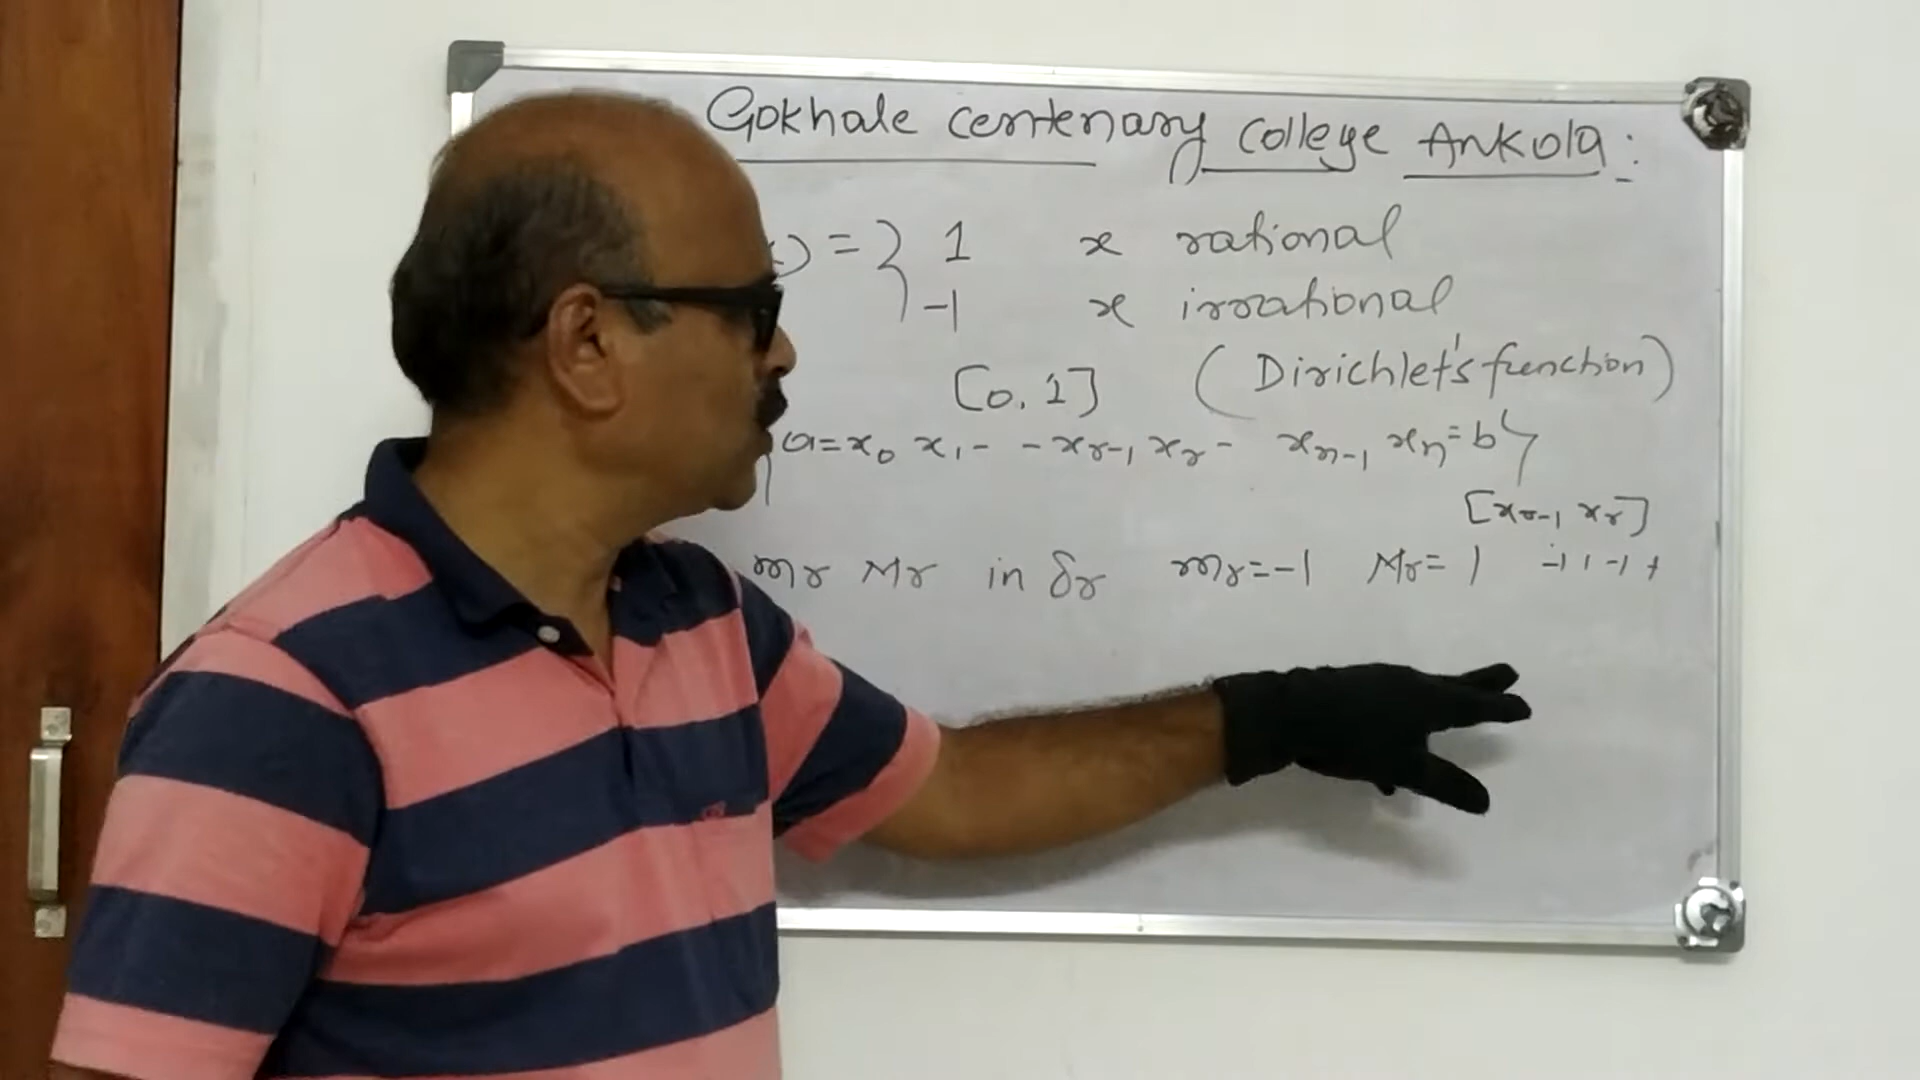 Gokhale Centenary College Ankola:
x) = { 1 x rational
-1 x irrational
[0, 1] (Dirichlet's function)
{a=x₀ x₁ - - xᵣ₋₁ xᵣ - xₙ₋₁ xₙ=b}
[xᵣ₋₁ xᵣ]
mᵣ Mᵣ in δᵣ mᵣ=-1 Mᵣ=1